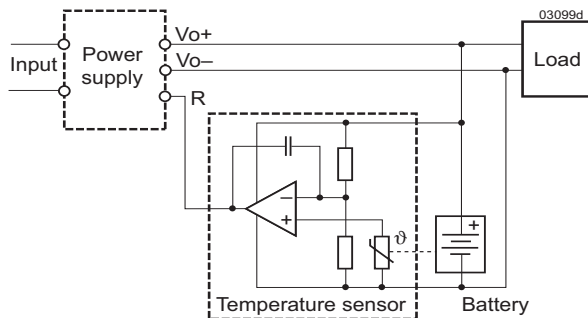 03099d
Power
supply
Input
Vo+
Vo–
R
Load
–
+
ϑ
+
Temperature sensor
Battery